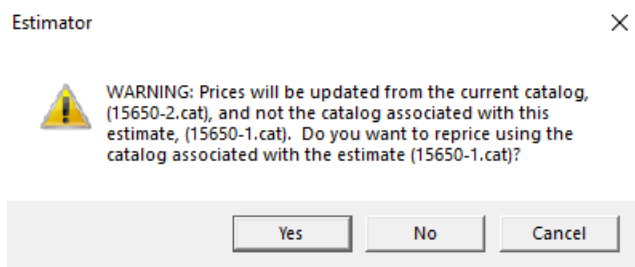 Estimator
WARNING: Prices will be updated from the current catalog,
(15650-2.cat), and not the catalog associated with this
estimate, (15650-1.cat).  Do you want to reprice using the
catalog associated with the estimate (15650-1.cat)?
Yes No Cancel